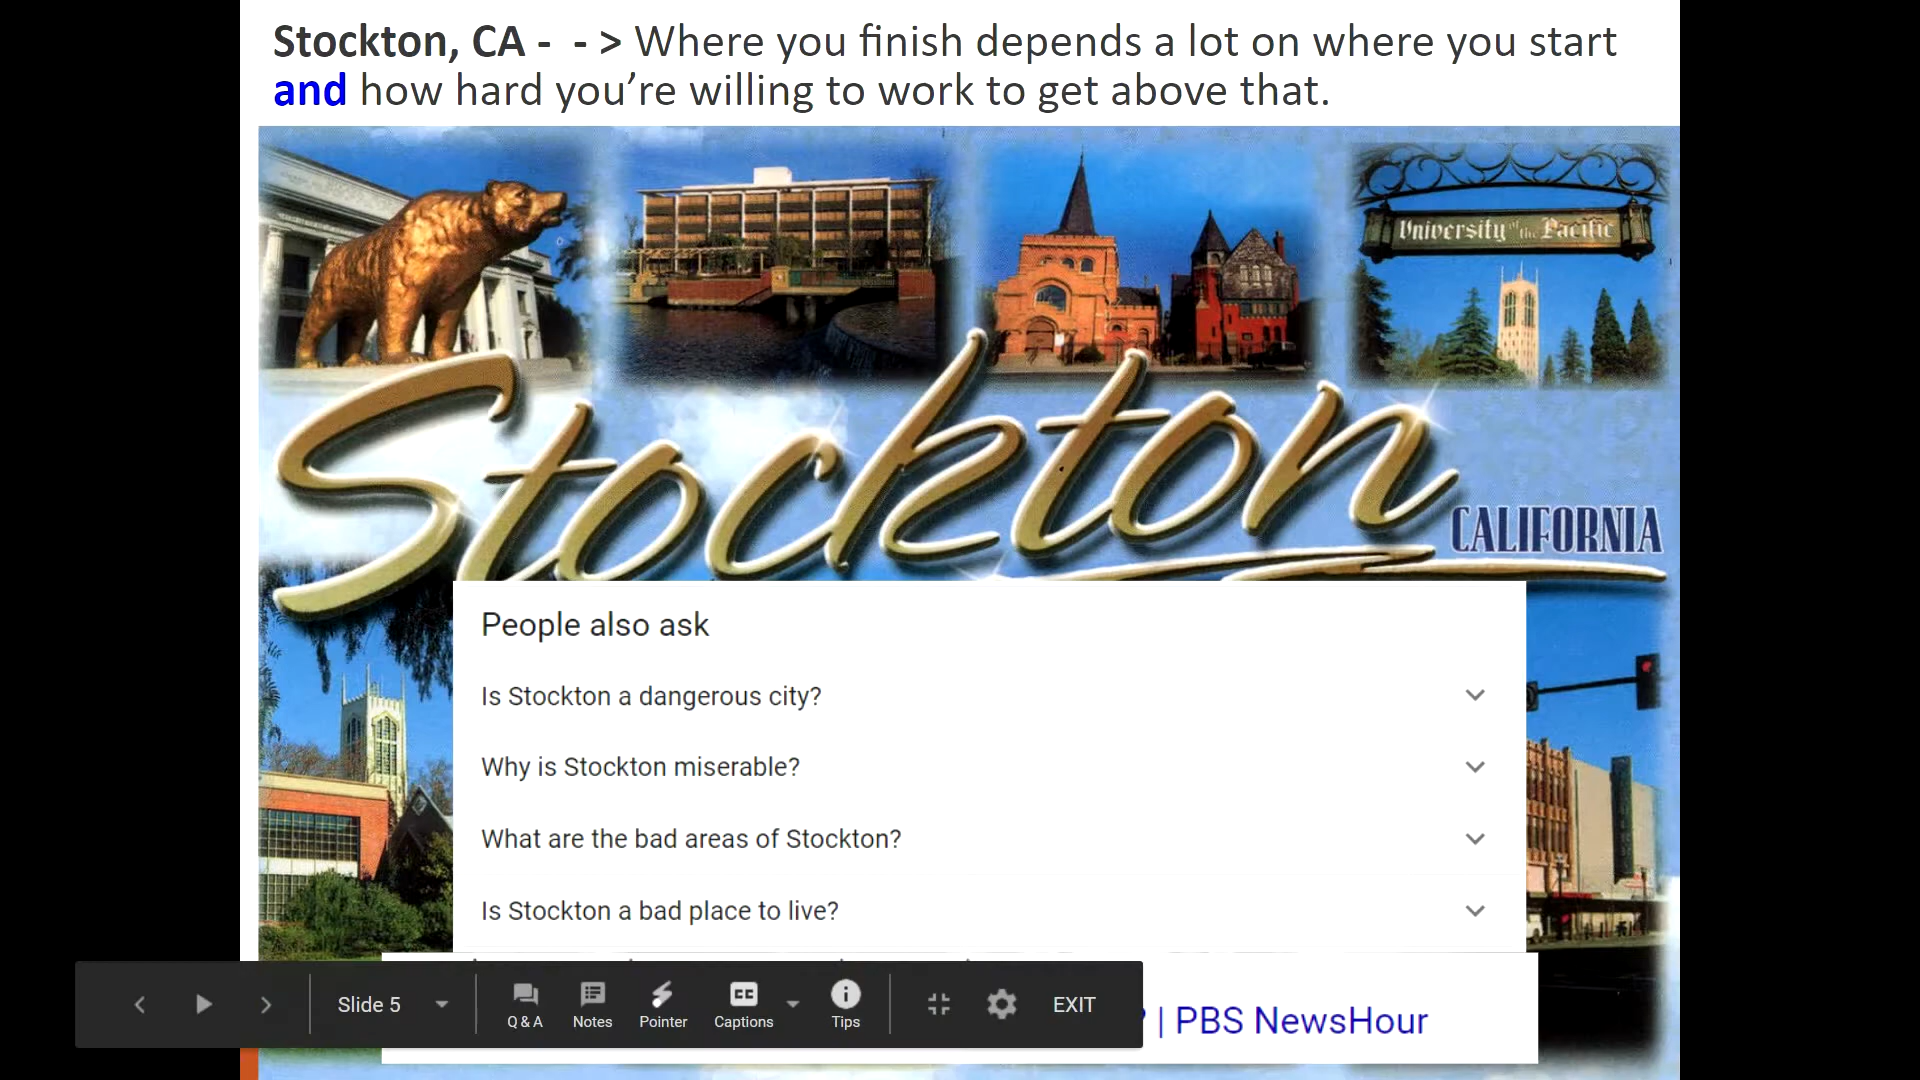 Stockton, CA - - > Where you finish depends a lot on where you start
and how hard you’re willing to work to get above that.
University of the Pacific
Stockton
CALIFORNIA
People also ask
Is Stockton a dangerous city?
Why is Stockton miserable?
What are the bad areas of Stockton?
Is Stockton a bad place to live?
| PBS NewsHour
Slide 5
Q & A
Notes
Pointer
CC
Captions
Tips
EXIT